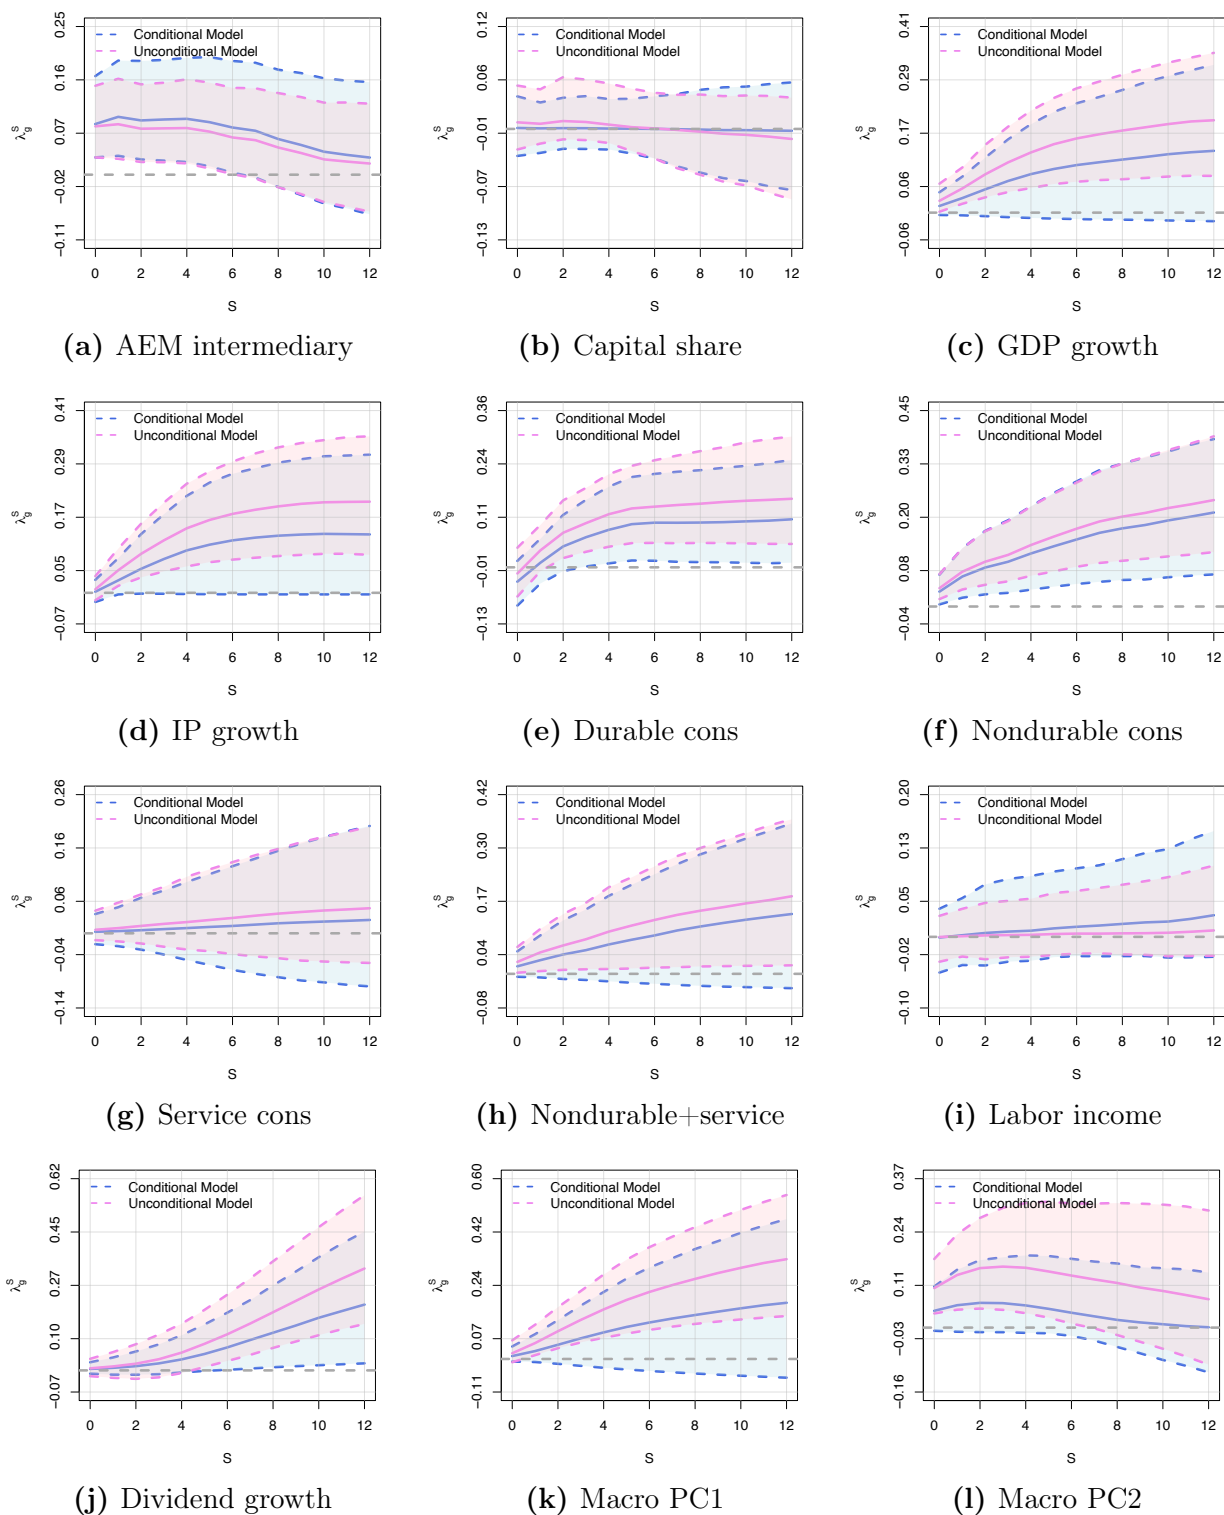 0.25
0.16
0.07
−0.02
−0.11
λ_g^S
Conditional Model
Unconditional Model
0 2 4 6 8 10 12
S
(a) AEM intermediary
0.12
0.06
−0.01
−0.07
−0.13
λ_g^S
Conditional Model
Unconditional Model
0 2 4 6 8 10 12
S
(b) Capital share
0.41
0.29
0.17
0.06
−0.06
λ_g^S
Conditional Model
Unconditional Model
0 2 4 6 8 10 12
S
(c) GDP growth
0.41
0.29
0.17
0.05
−0.07
λ_g^S
Conditional Model
Unconditional Model
0 2 4 6 8 10 12
S
(d) IP growth
0.36
0.24
0.11
−0.01
−0.13
λ_g^S
Conditional Model
Unconditional Model
0 2 4 6 8 10 12
S
(e) Durable cons
0.45
0.33
0.20
0.08
−0.04
λ_g^S
Conditional Model
Unconditional Model
0 2 4 6 8 10 12
S
(f) Nondurable cons
0.26
0.16
0.06
−0.04
−0.14
λ_g^S
Conditional Model
Unconditional Model
0 2 4 6 8 10 12
S
(g) Service cons
0.42
0.30
0.17
0.04
−0.08
λ_g^S
Conditional Model
Unconditional Model
0 2 4 6 8 10 12
S
(h) Nondurable+service
0.20
0.13
0.05
−0.02
−0.10
λ_g^S
Conditional Model
Unconditional Model
0 2 4 6 8 10 12
S
(i) Labor income
0.62
0.45
0.27
0.10
−0.07
λ_g^S
Conditional Model
Unconditional Model
0 2 4 6 8 10 12
S
(j) Dividend growth
0.60
0.42
0.24
0.07
−0.11
λ_g^S
Conditional Model
Unconditional Model
0 2 4 6 8 10 12
S
(k) Macro PC1
0.37
0.24
0.11
−0.03
−0.16
λ_g^S
Conditional Model
Unconditional Model
0 2 4 6 8 10 12
S
(l) Macro PC2